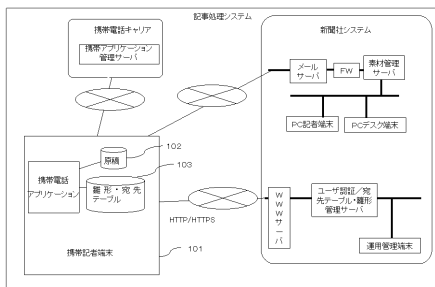 記事処理システム
携帯電話キャリア
携帯アプリケーション
管理サーバ
新聞社システム
メール
サーバ
FW
素材管理
サーバ
PC記者端末
PCデスク端末
原稿
102
103
携帯電話
アプリケーション
雛形・宛先
テーブル
HTTP/HTTPS
携帯記者端末
101
WWWサーバ
ユーザ認証/宛
先テーブル・雛形
管理サーバ
運用管理端末